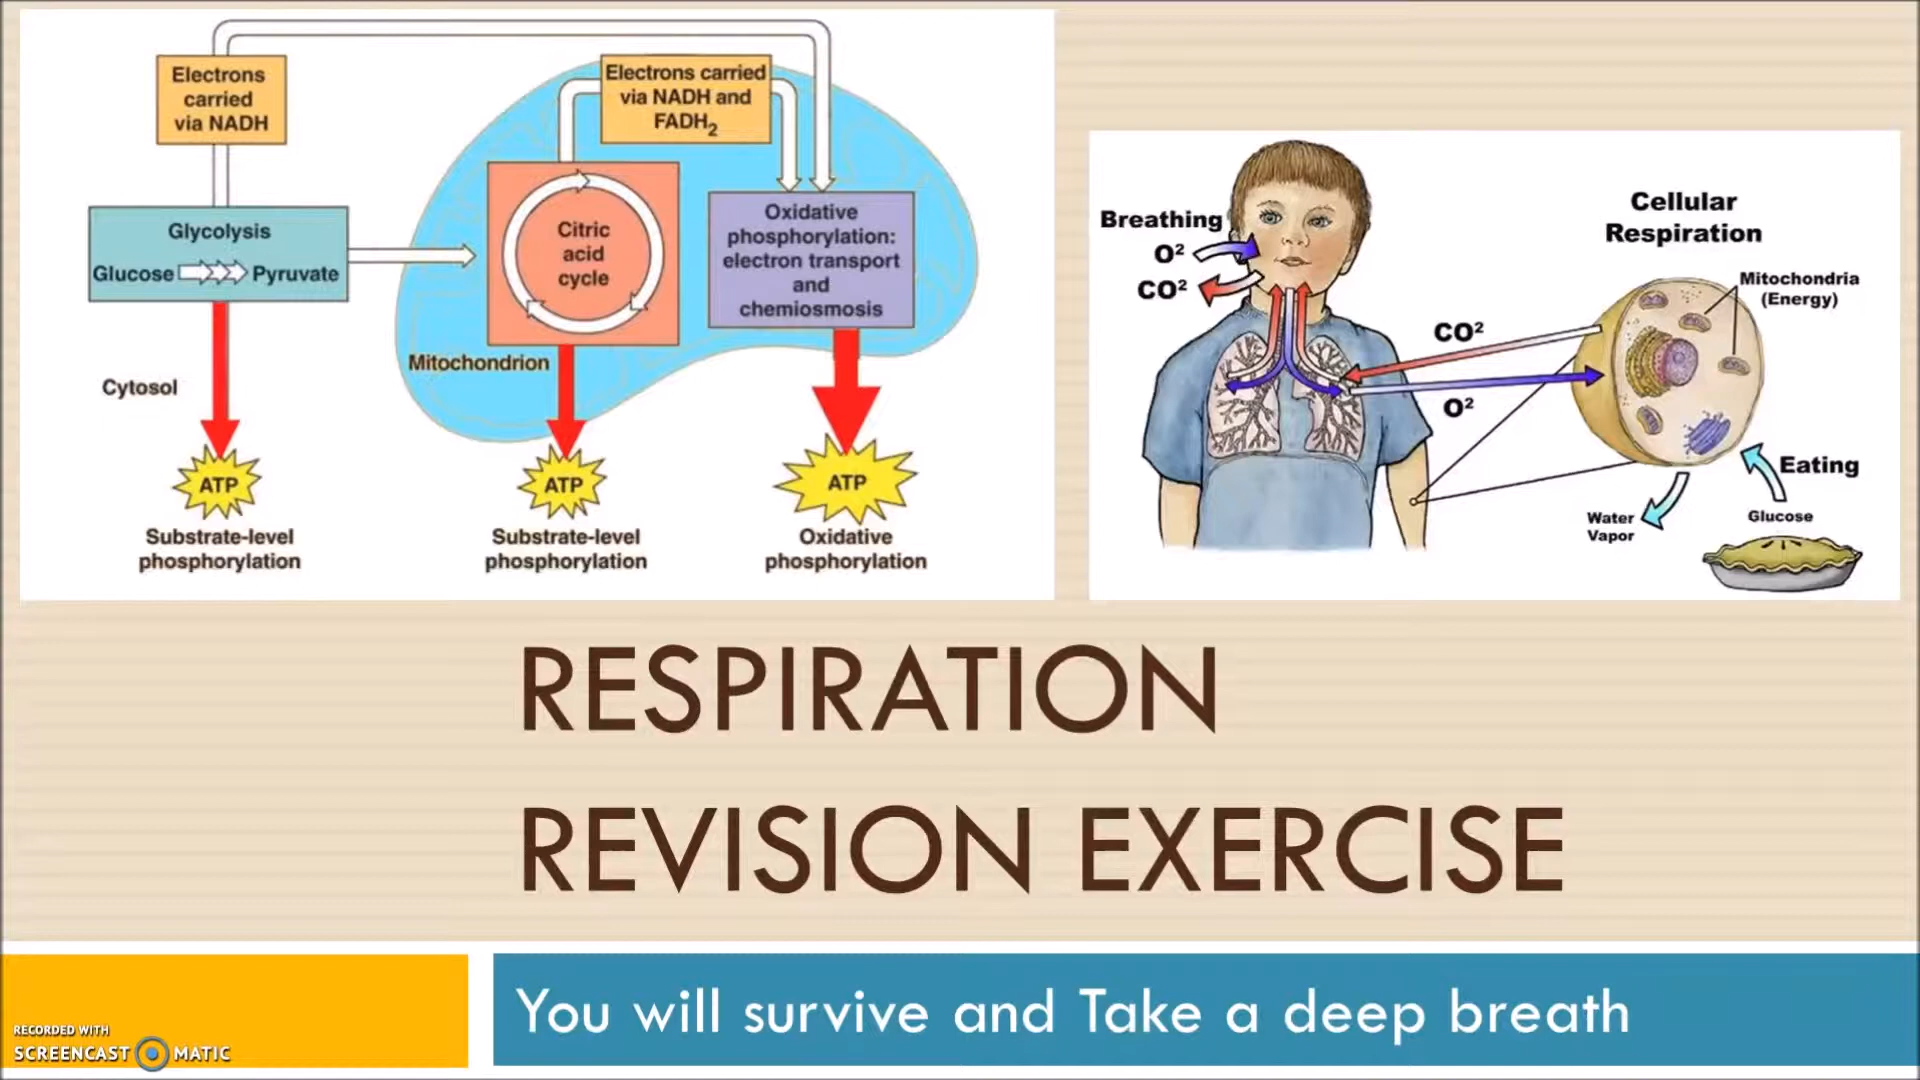 Electrons
carried
via NADH
Electrons carried
via NADH and
FADH₂
Glycolysis
Glucose Pyruvate
Citric
acid
cycle
Oxidative
phosphorylation:
electron transport
and
chemiosmosis
Mitochondrion
Cytosol
ATP
ATP
ATP
Substrate-level
phosphorylation
Substrate-level
phosphorylation
Oxidative
phosphorylation
Breathing
O²
CO²
Cellular
Respiration
Mitochondria
(Energy)
CO²
O²
Eating
Glucose
Water
Vapor
RESPIRATION
REVISION EXERCISE
You will survive and Take a deep breath
RECORDED WITH
SCREENCAST MATIC